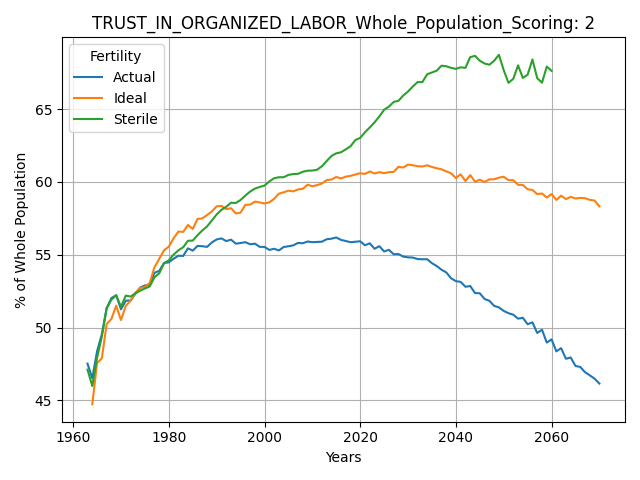 TRUST_IN_ORGANIZED_LABOR_Whole_Population_Scoring: 2
Fertility
Actual
Ideal
Sterile
% of Whole Population
65
60
55
50
45
1960 1980 2000 2020 2040 2060
Years